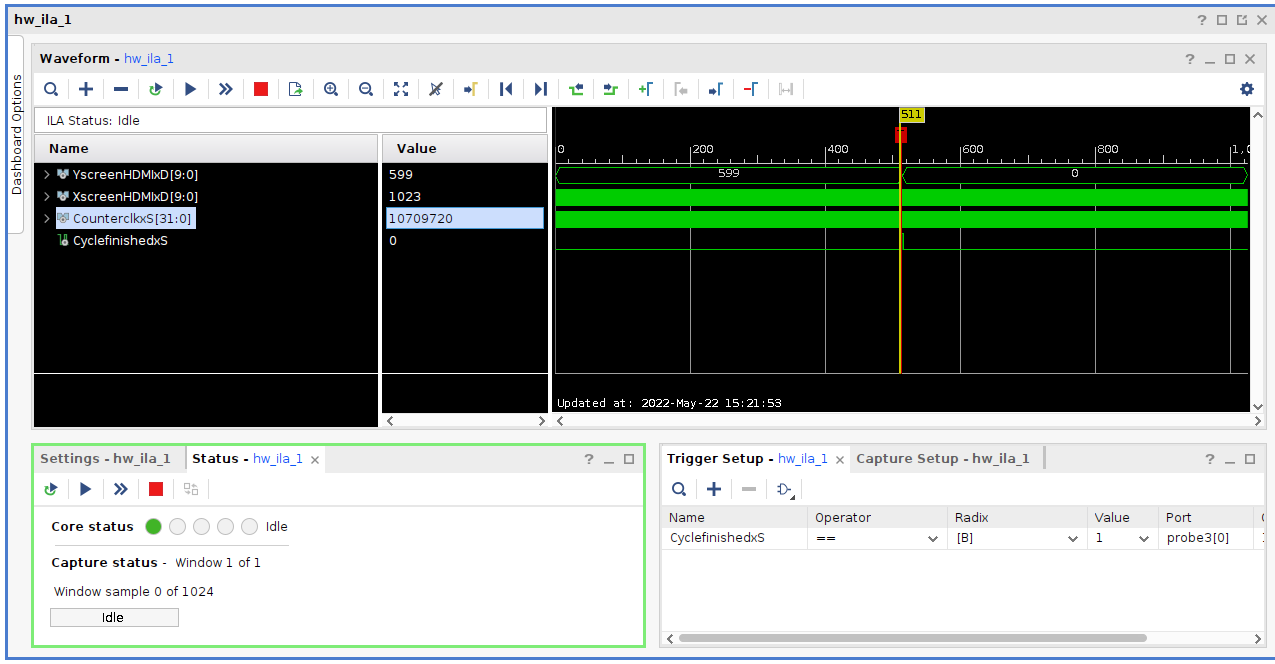 hw_ila_1
Dashboard Options
Waveform - hw_ila_1
ILA Status: Idle
Name Value
YscreenHDMIxD[9:0] 599
XscreenHDMIxD[9:0] 1023
CounterclkxS[31:0] 10709720
CyclefinishedxS 0
511
0 200 400 600 800 1,0
599 0
Updated at: 2022-May-22 15:21:53
Settings - hw_ila_1 Status - hw_ila_1
Core status Idle
Capture status - Window 1 of 1
Window sample 0 of 1024
Idle
Trigger Setup - hw_ila_1 Capture Setup - hw_ila_1
Name Operator Radix Value Port
CyclefinishedxS == [B] 1 probe3[0]